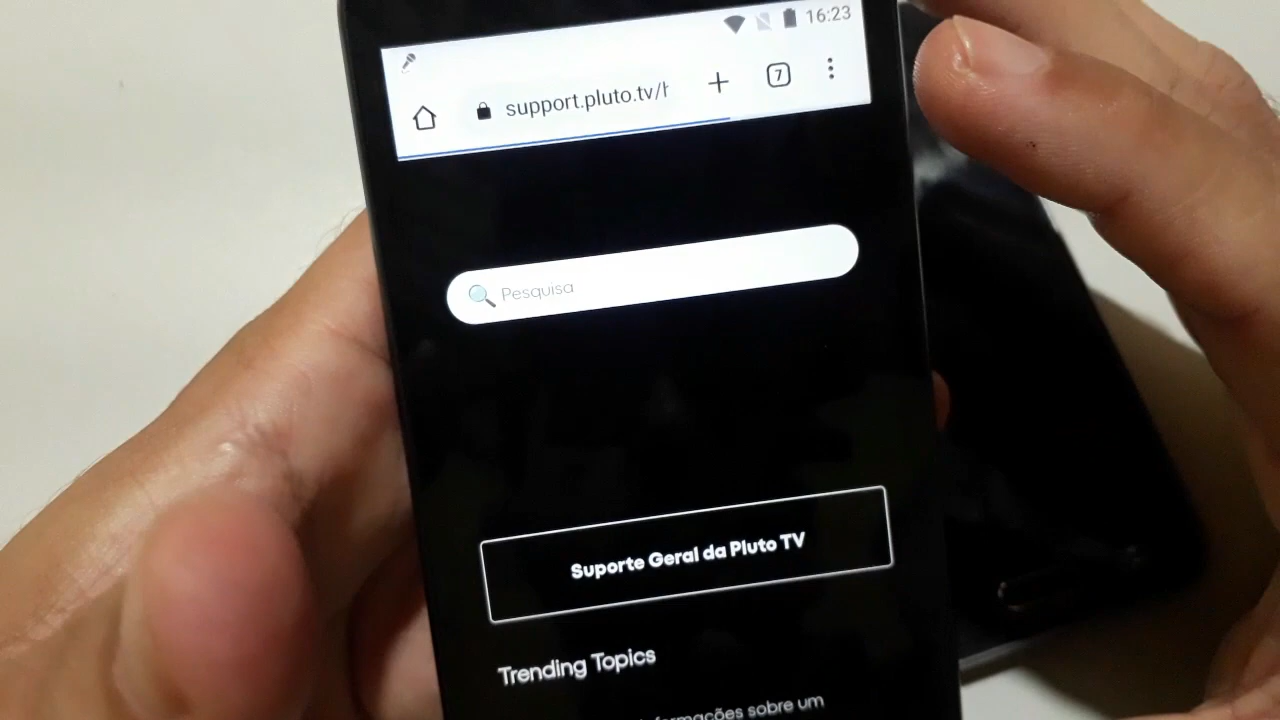 16:23
support.pluto.tv/h
7
Pesquisa
Suporte Geral da Pluto TV
Trending Topics
formações sobre um